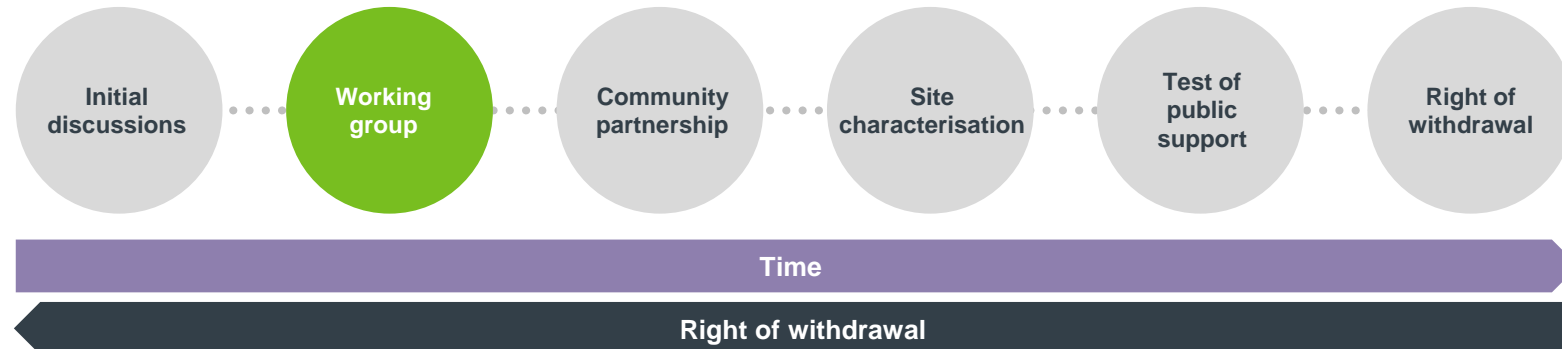 Initial
discussions
Working
group
Community
partnership
Site
characterisation
Test of
public
support
Right of
withdrawal
Time
Right of withdrawal